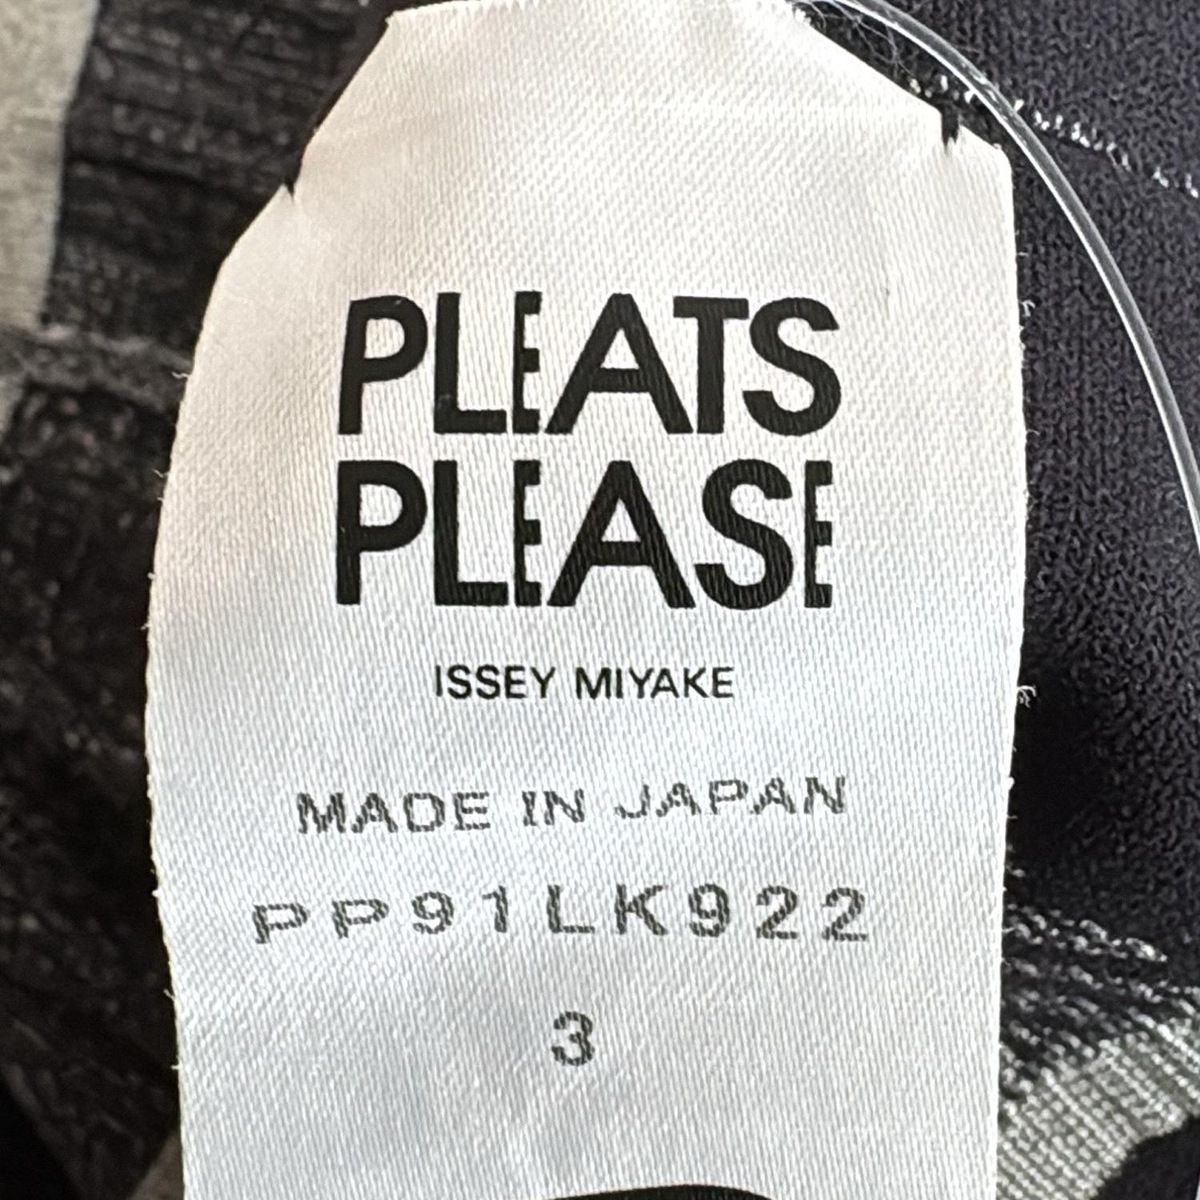 PLEATS
PLEASE
ISSEY MIYAKE
MADE IN JAPAN
PP91LK922
3